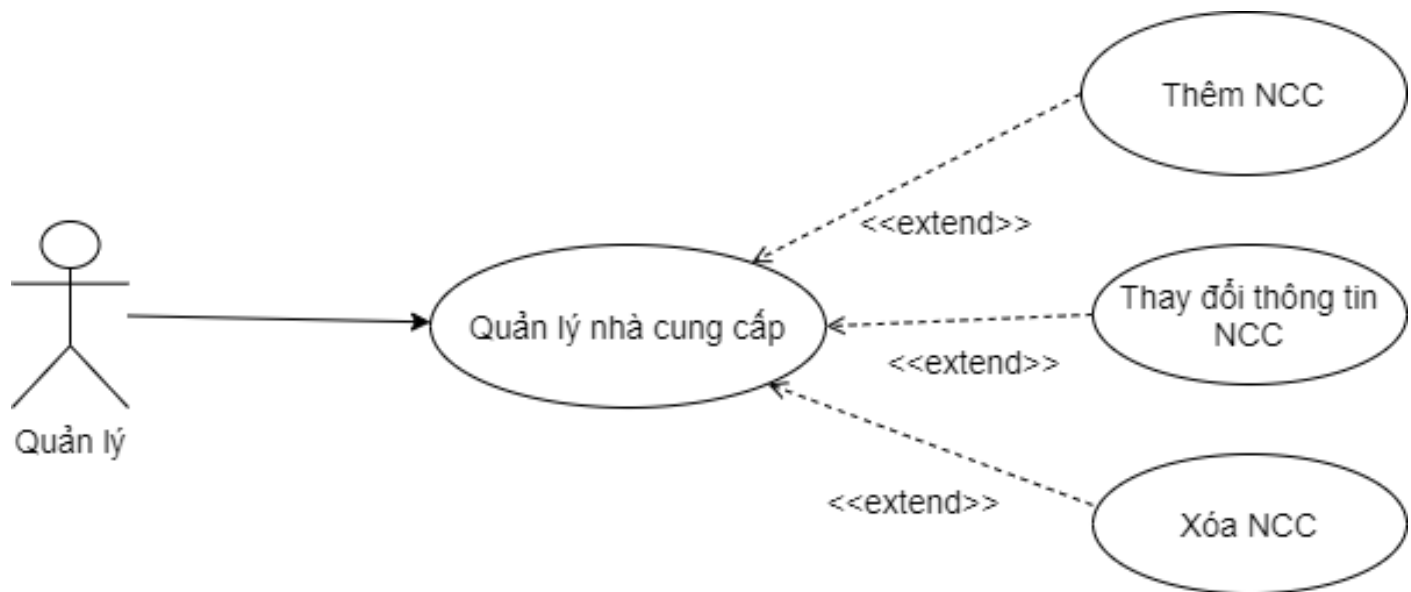 Thêm NCC
<<extend>>
Thay đổi thông tin
NCC
Quản lý nhà cung cấp
<<extend>>
Quản lý
<<extend>>
Xóa NCC